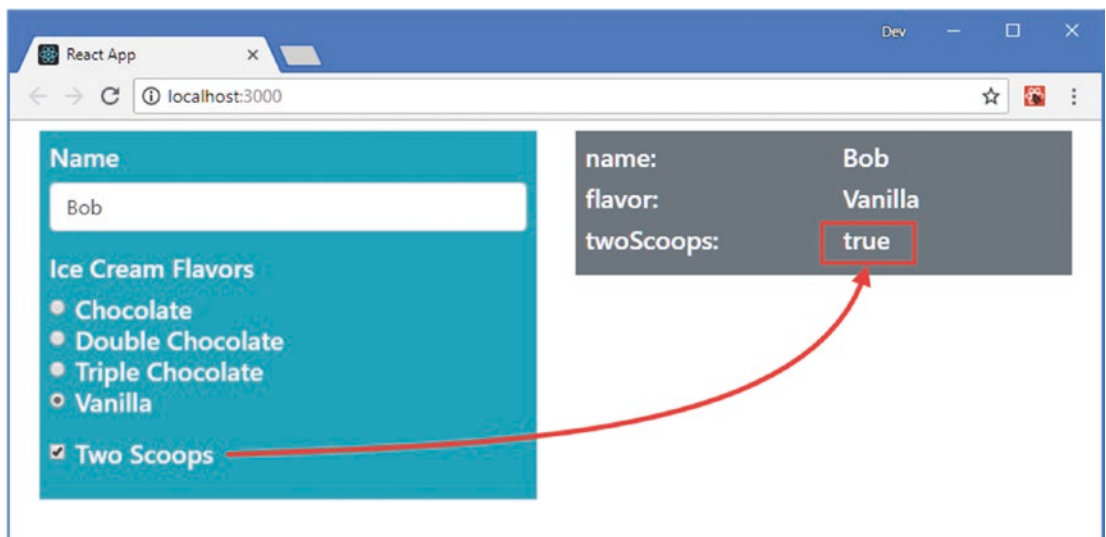 Dev
React App
localhost:3000
Name
Bob
Ice Cream Flavors
Chocolate
Double Chocolate
Triple Chocolate
Vanilla
Two Scoops
name: Bob
flavor: Vanilla
twoScoops: true